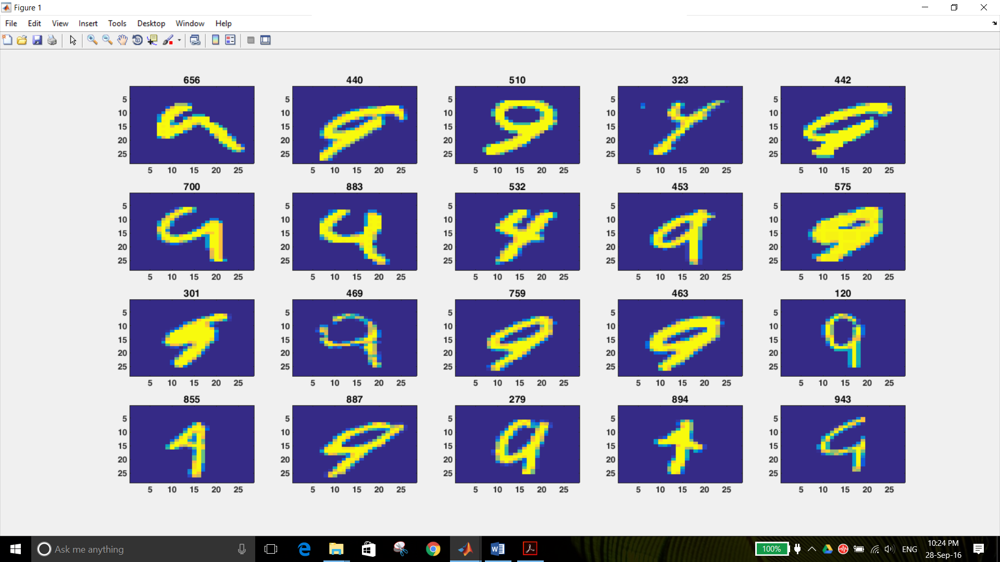 Figure 1
File Edit View Insert Tools Desktop Window Help
656 440 510 323 442
5 5 5 5 5
10 10 10 10 10
15 15 15 15 15
20 20 20 20 20
25 25 25 25 25
5 10 15 20 25 5 10 15 20 25 5 10 15 20 25 5 10 15 20 25 5 10 15 20 25
700 883 532 453 575
5 5 5 5 5
10 10 10 10 10
15 15 15 15 15
20 20 20 20 20
25 25 25 25 25
5 10 15 20 25 5 10 15 20 25 5 10 15 20 25 5 10 15 20 25 5 10 15 20 25
301 469 759 463 120
5 5 5 5 5
10 10 10 10 10
15 15 15 15 15
20 20 20 20 20
25 25 25 25 25
5 10 15 20 25 5 10 15 20 25 5 10 15 20 25 5 10 15 20 25 5 10 15 20 25
855 887 279 894 943
5 5 5 5 5
10 10 10 10 10
15 15 15 15 15
20 20 20 20 20
25 25 25 25 25
5 10 15 20 25 5 10 15 20 25 5 10 15 20 25 5 10 15 20 25 5 10 15 20 25
Ask me anything
100% ENG 10:24 PM
28-Sep-16